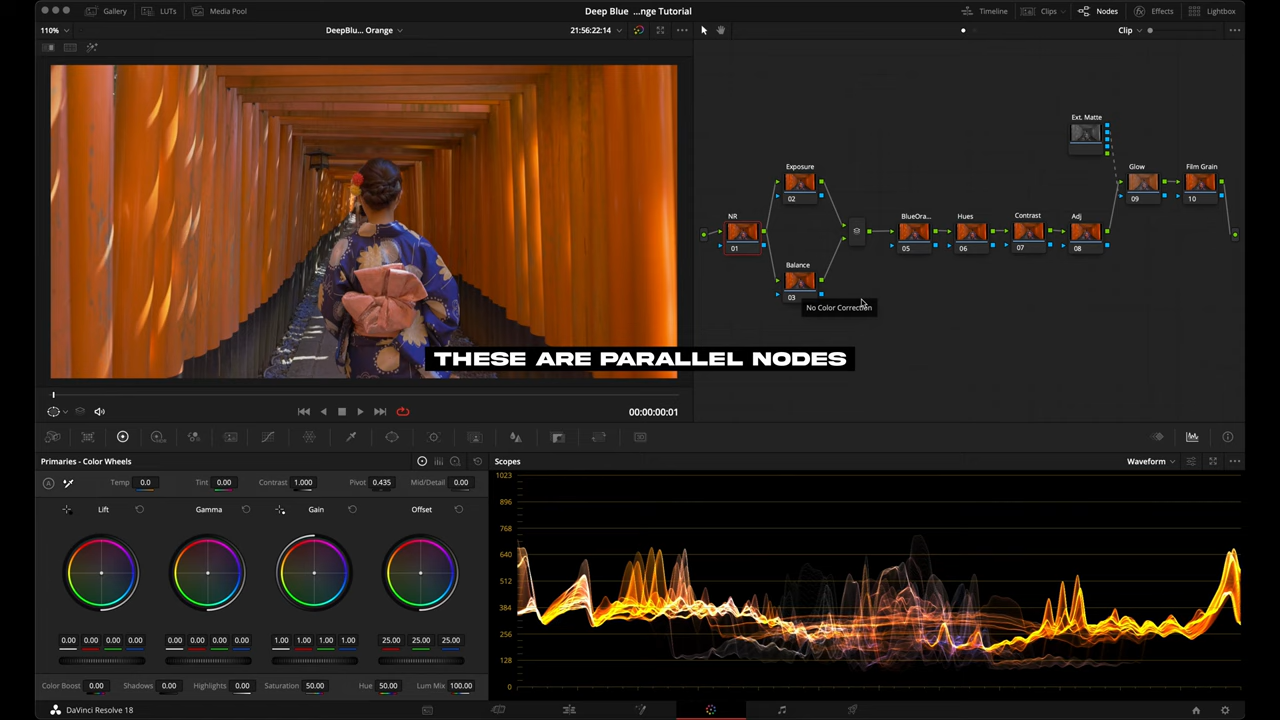 Gallery
LUTs
Media Pool
Deep Blue ...nge Tutorial
Timeline
Clips
Nodes
Effects
Lightbox
110%
DeepBlu... Orange
21:56:22:14
Clip
Ext. Matte
Exposure
02
Glow
09
Film Grain
10
NR
01
BlueOra...
05
Hues
06
Contrast
07
Adj
08
Balance
03
No Color Correction
THESE ARE PARALLEL NODES
00:00:00:01
Primaries - Color Wheels
Scopes
Waveform
Temp 0.0 Tint 0.00 Contrast 1.000 Pivot 0.435 Mid/Detail 0.00
Lift
Gamma
Gain
Offset
0.00 0.00 0.00 0.00
0.00 0.00 0.00 0.00
1.00 1.00 1.00 1.00
25.00 25.00 25.00
Color Boost 0.00 Shadows 0.00 Highlights 0.00 Saturation 50.00 Hue 50.00 Lum Mix 100.00
1023
896
768
640
512
384
256
128
0
DaVinci Resolve 18